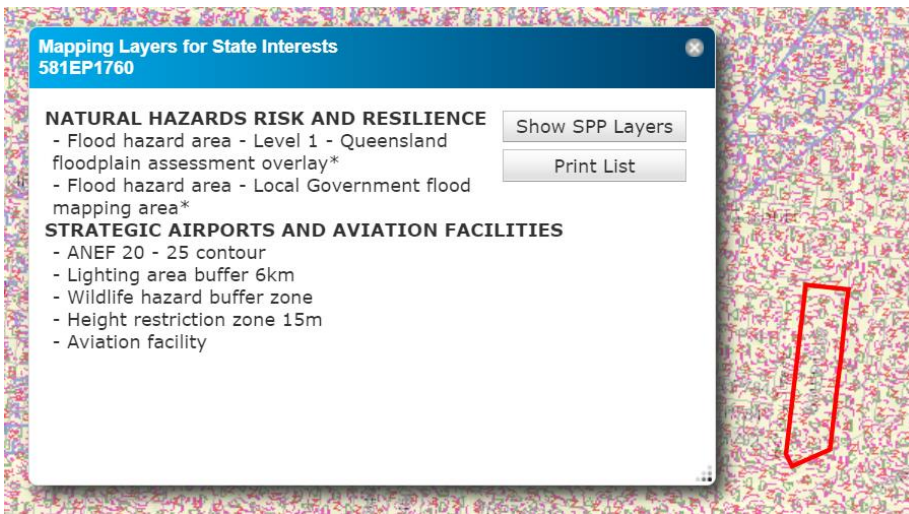 Mapping Layers for State Interests
581EP1760
NATURAL HAZARDS RISK AND RESILIENCE
- Flood hazard area - Level 1 - Queensland
floodplain assessment overlay*
- Flood hazard area - Local Government flood
mapping area*
STRATEGIC AIRPORTS AND AVIATION FACILITIES
- ANEF 20 - 25 contour
- Lighting area buffer 6km
- Wildlife hazard buffer zone
- Height restriction zone 15m
- Aviation facility
Show SPP Layers
Print List